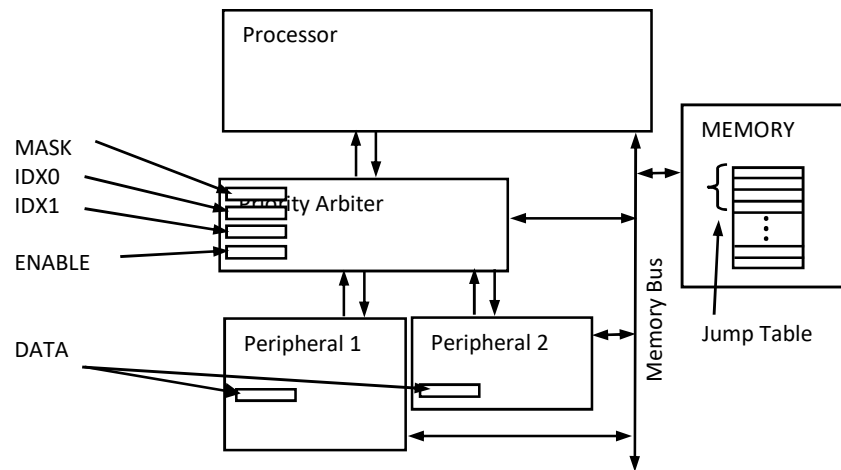 Processor
MEMORY
MASK
IDX0
IDX1
Priority Arbiter
ENABLE
Memory Bus
Jump Table
Peripheral 1
Peripheral 2
DATA